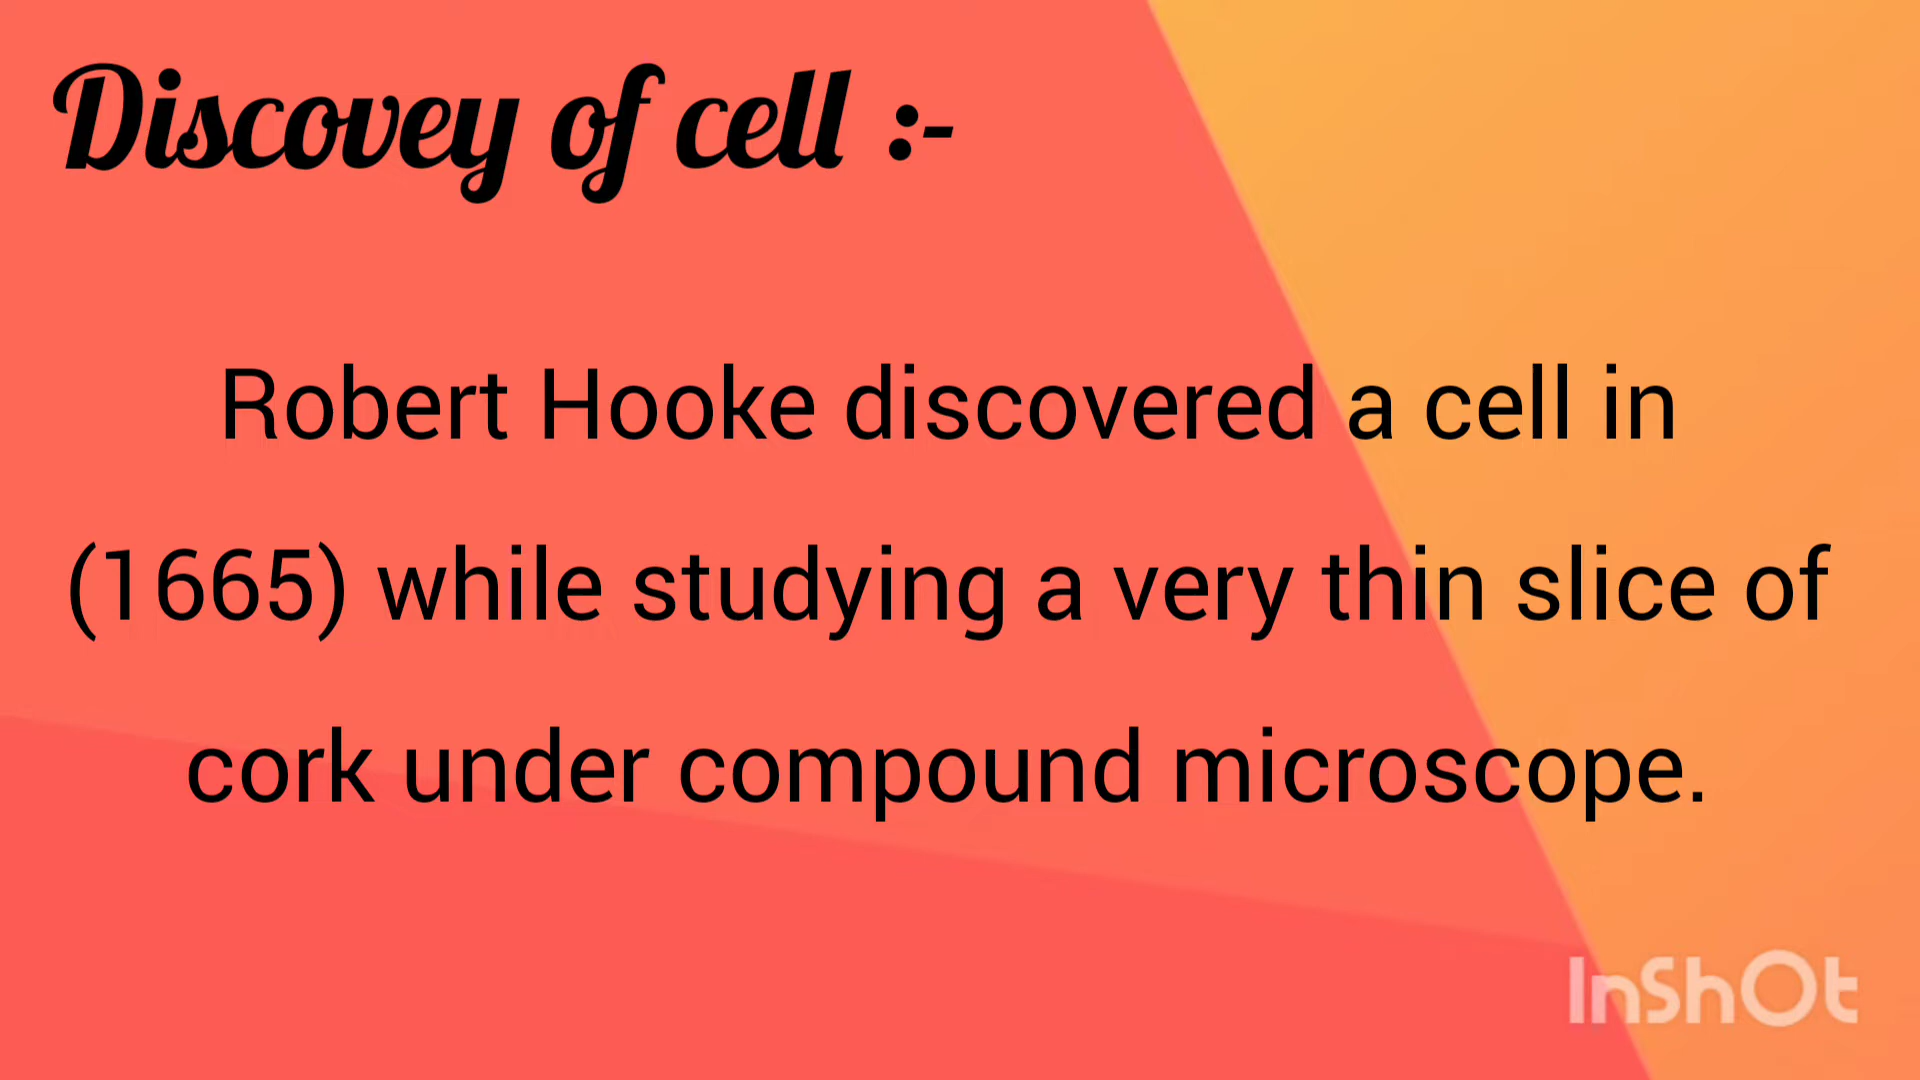 Discovey of cell :-
Robert Hooke discovered a cell in
(1665) while studying a very thin slice of
cork under compound microscope.
InShOt